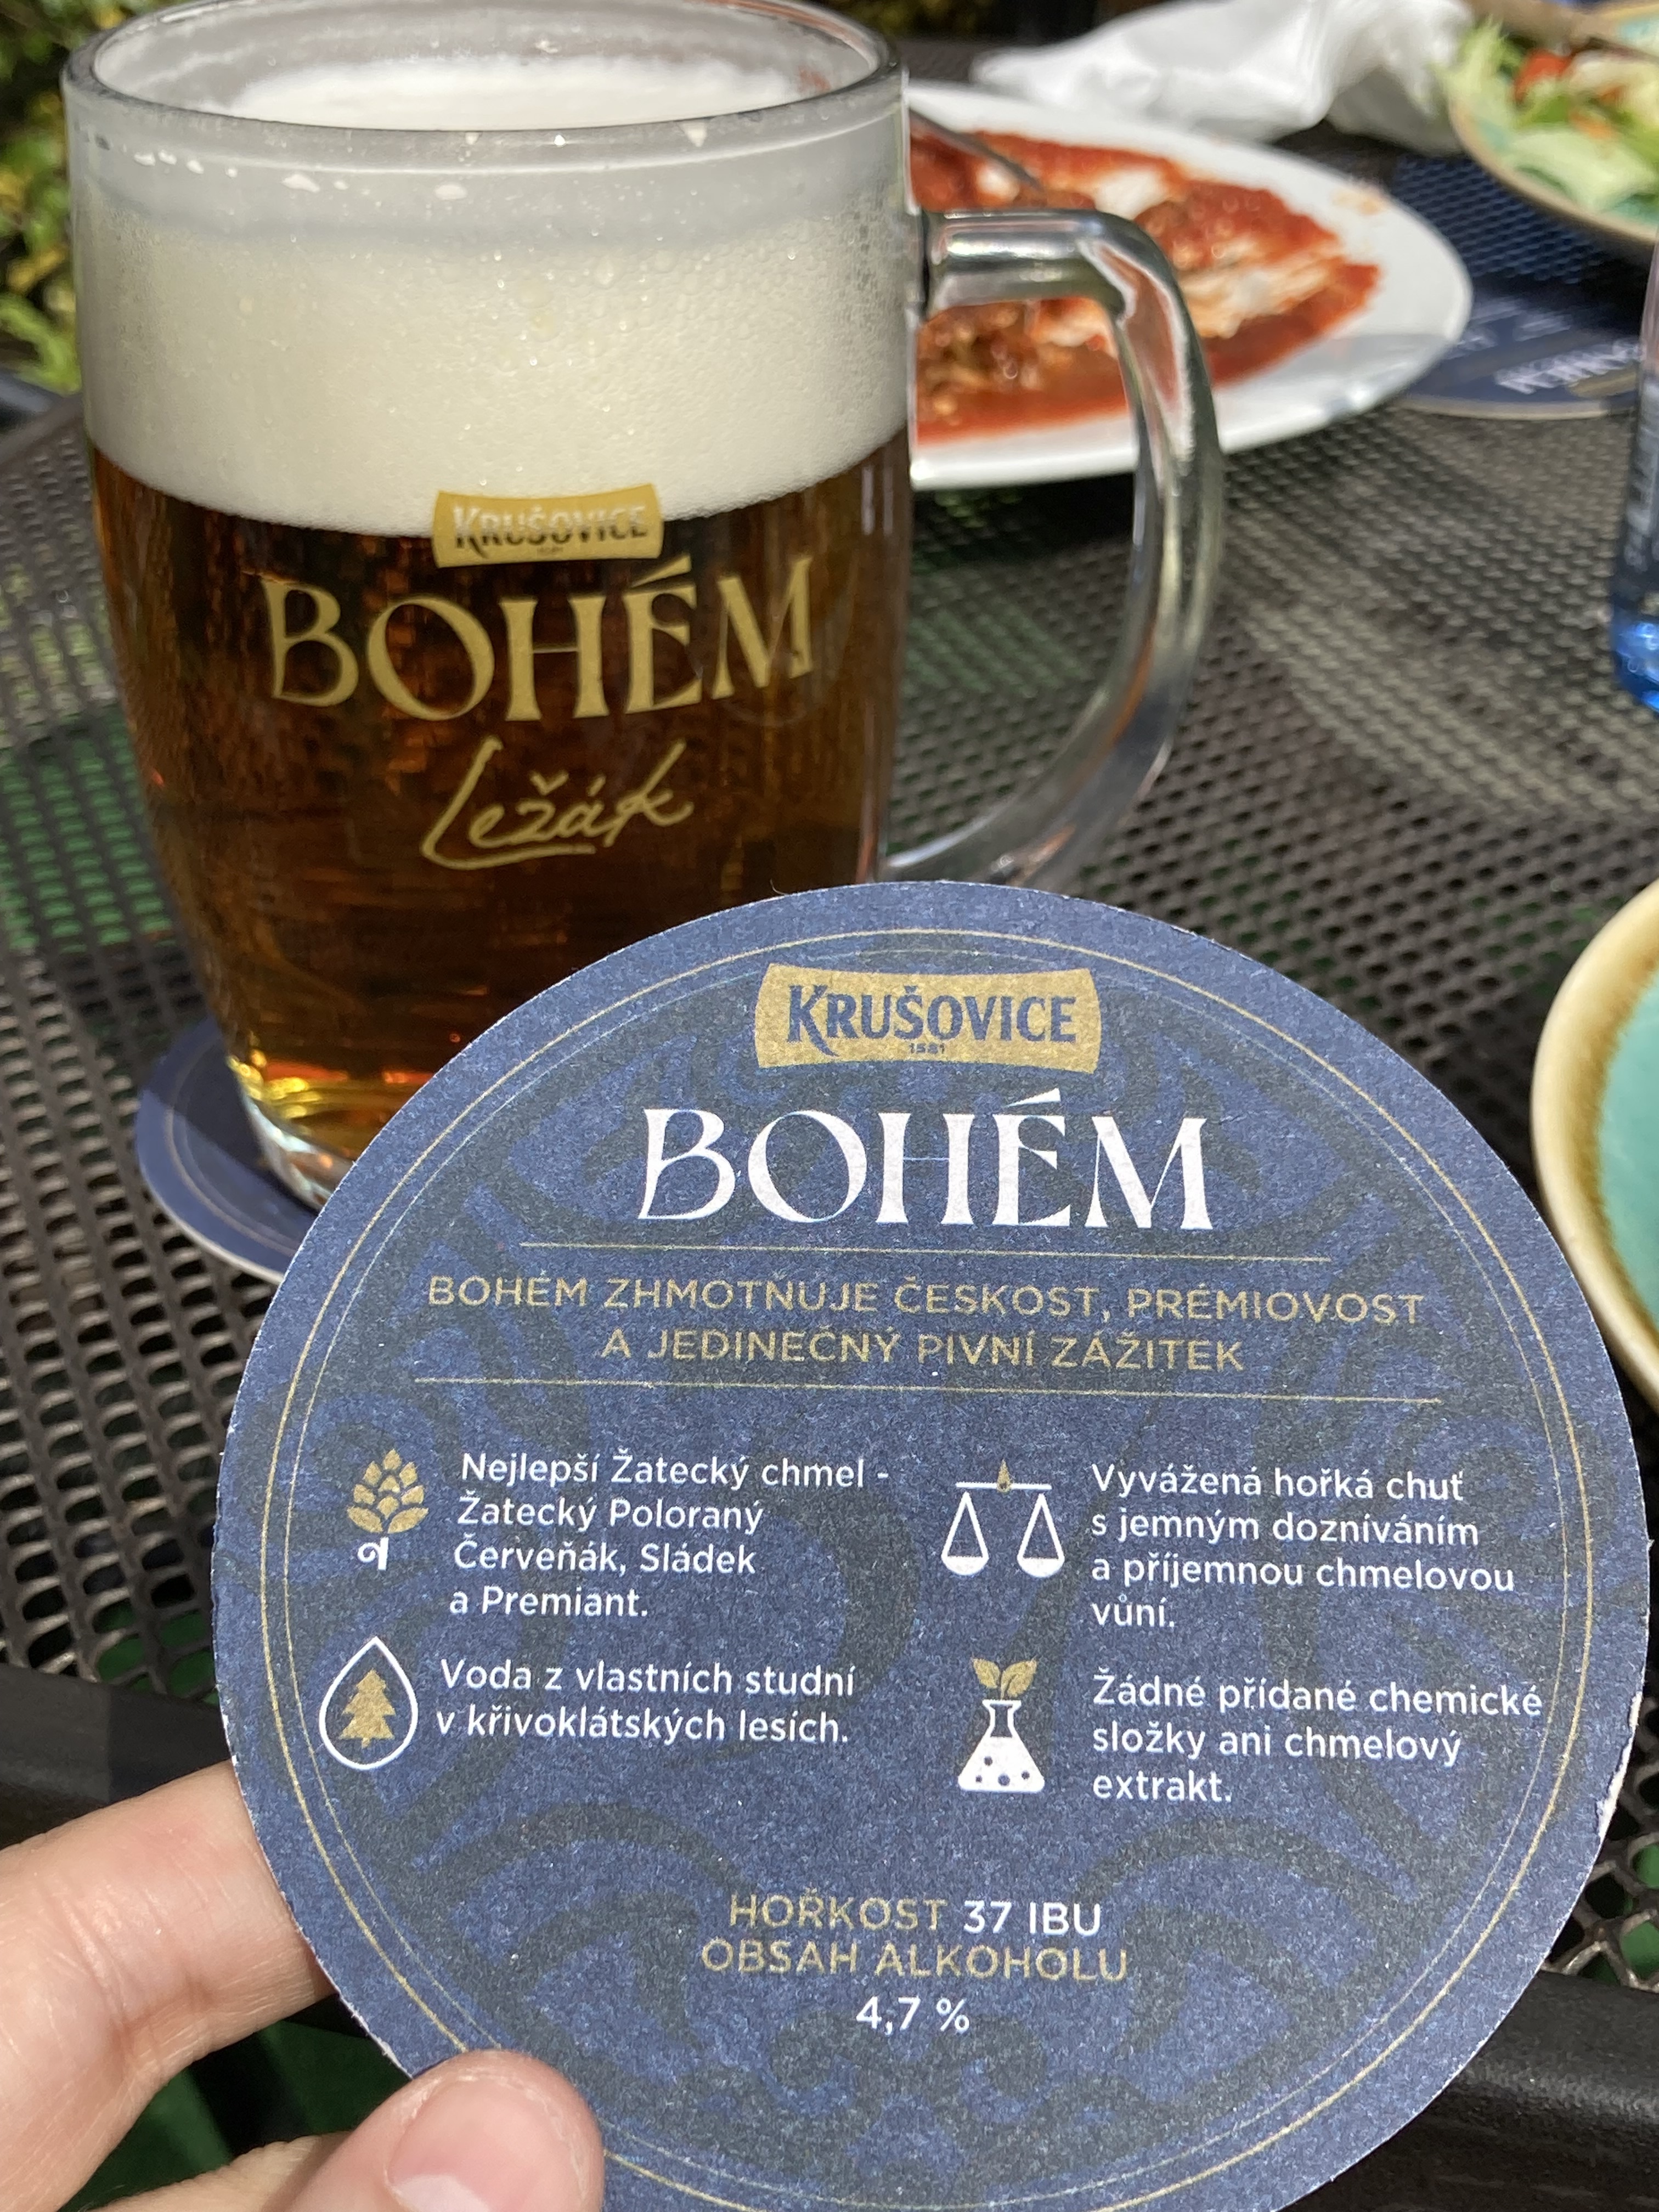 KRUŠOVICE
BOHÉM
Ležák
KRUŠOVICE
1581
BOHÉM
BOHÉM ZHMOTŇUJE ČESKOST, PRÉMIOVOST
A JEDINEČNÝ PIVNÍ ZÁŽITEK
Nejlepší Žatecký chmel -
Žatecký Poloraný
Červeňák, Sládek
a Premiant.
Voda z vlastních studní
v křivoklátských lesích.
Vyvážená hořká chuť
s jemným dozníváním
a příjemnou chmelovou
vůní.
Žádné přídané chemické
složky ani chmelový
extrakt.
HOŘKOST 37 IBU
OBSAH ALKOHOLU
4,7 %